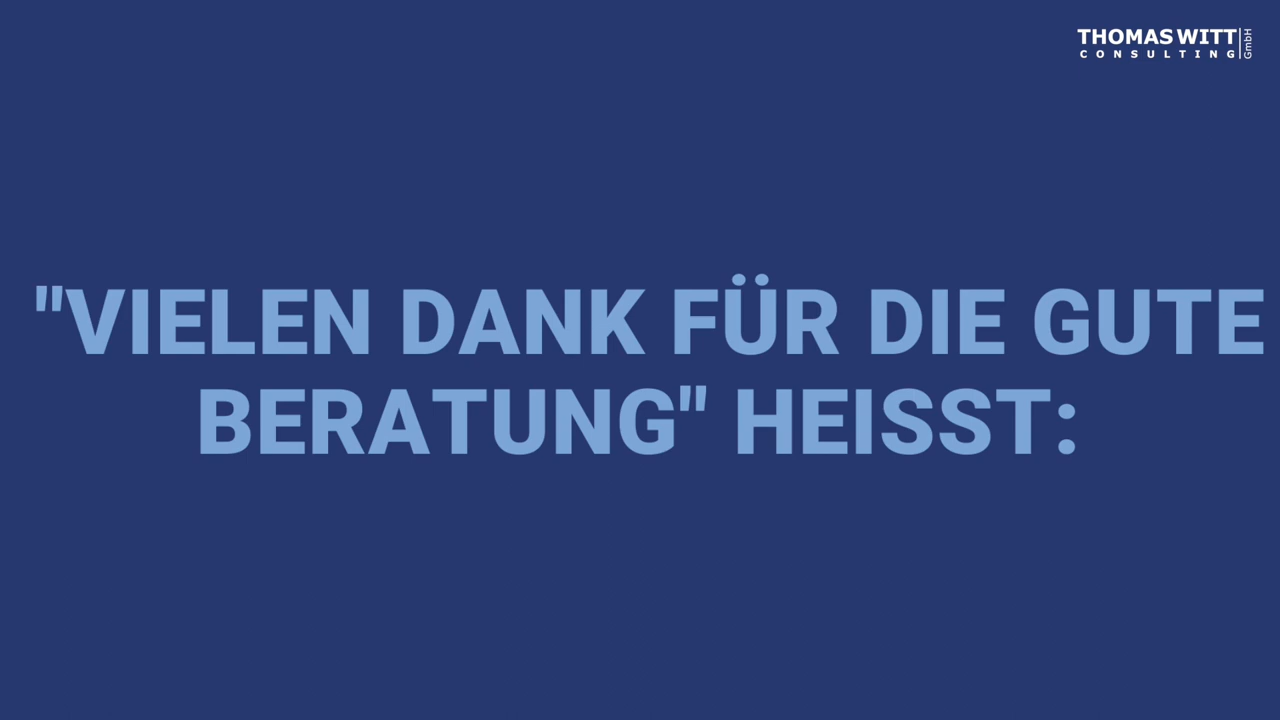 THOMAS WITT
CONSULTING
GmbH
"VIELEN DANK FÜR DIE GUTE
BERATUNG" HEISST: